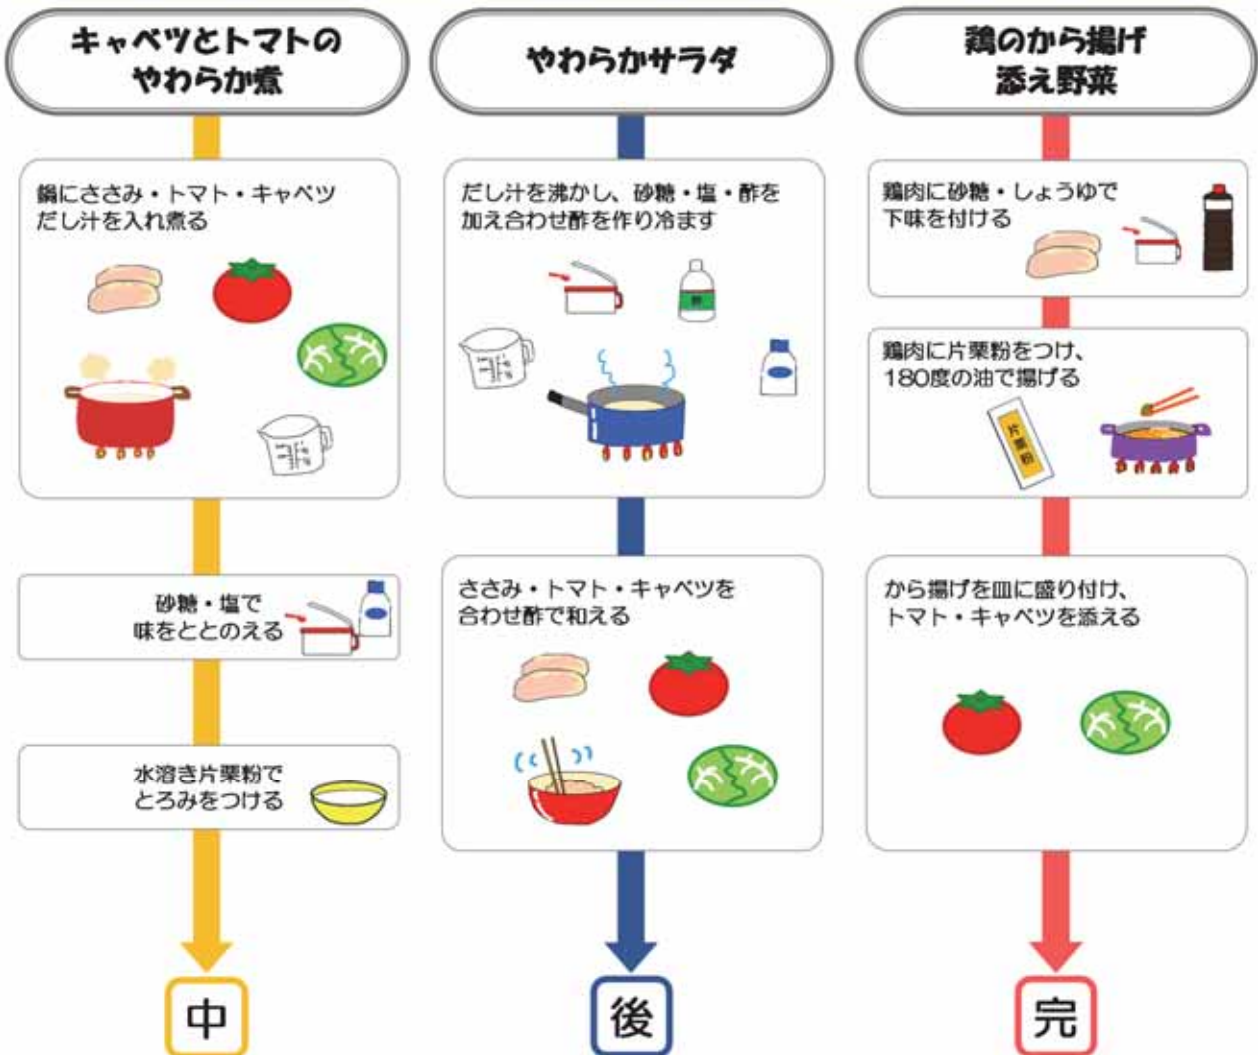 キャベツとトマトの
やわらか煮
鍋にささみ・トマト・キャベツ
だし汁を入れ煮る
砂糖・塩で
味をととのえる
水溶き片栗粉で
とろみをつける
中
やわらかサラダ
だし汁を沸かし、砂糖・塩・酢を
加え合わせ酢を作り冷ます
酢
ささみ・トマト・キャベツを
合わせ酢で和える
後
鶏のから揚げ
添え野菜
鶏肉に砂糖・しょうゆで
下味を付ける
鶏肉に片栗粉をつけ、
180度の油で揚げる
片栗粉
から揚げを皿に盛り付け、
トマト・キャベツを添える
完